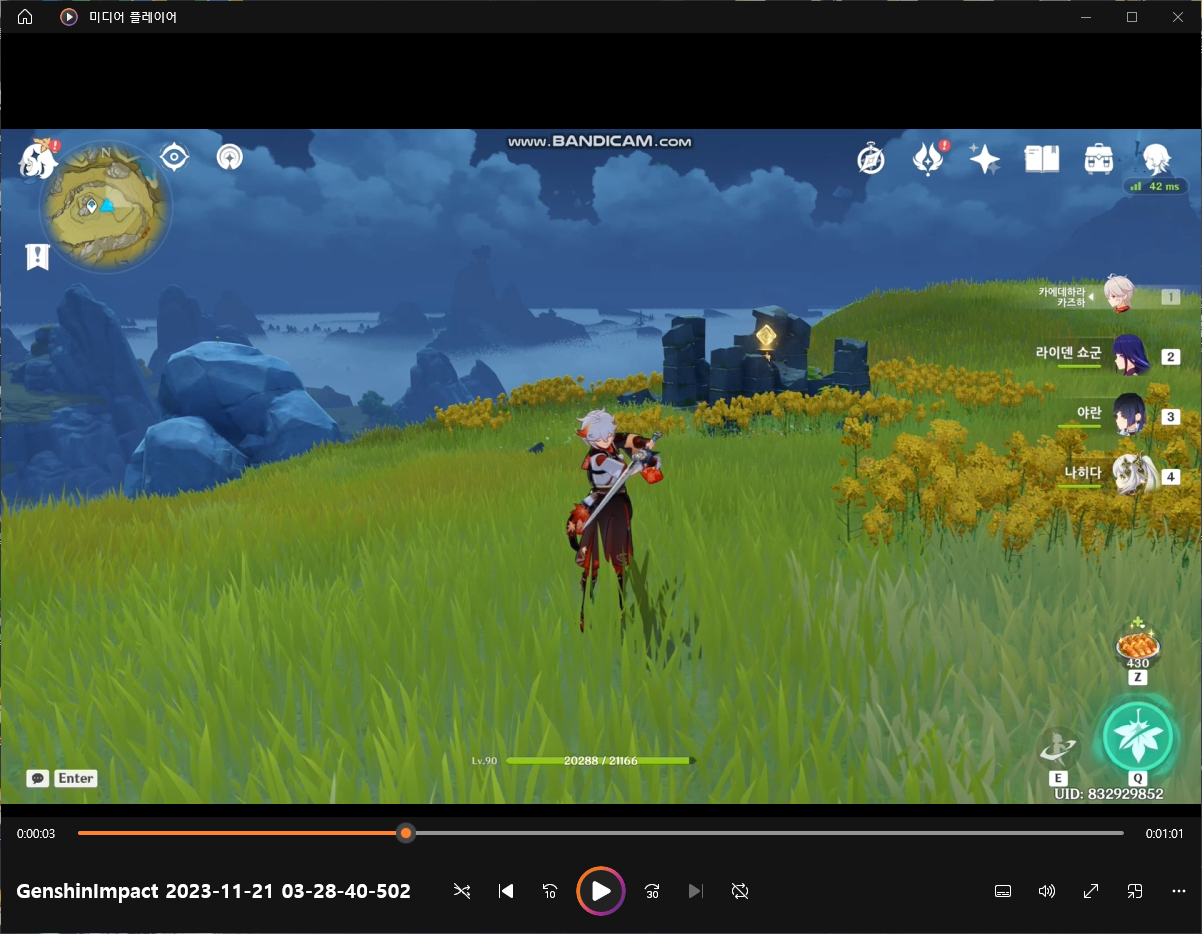 미디어 플레이어
www.BANDICAM.com
N
42 ms
카에데하라
카즈하
1
라이덴 쇼군
2
야란
3
나히다
4
430
Z
Lv.90
20288 / 21166
Enter
E
Q
UID: 832929852
0:00:03
0:01:01
GenshinImpact 2023-11-21 03-28-40-502
10
30